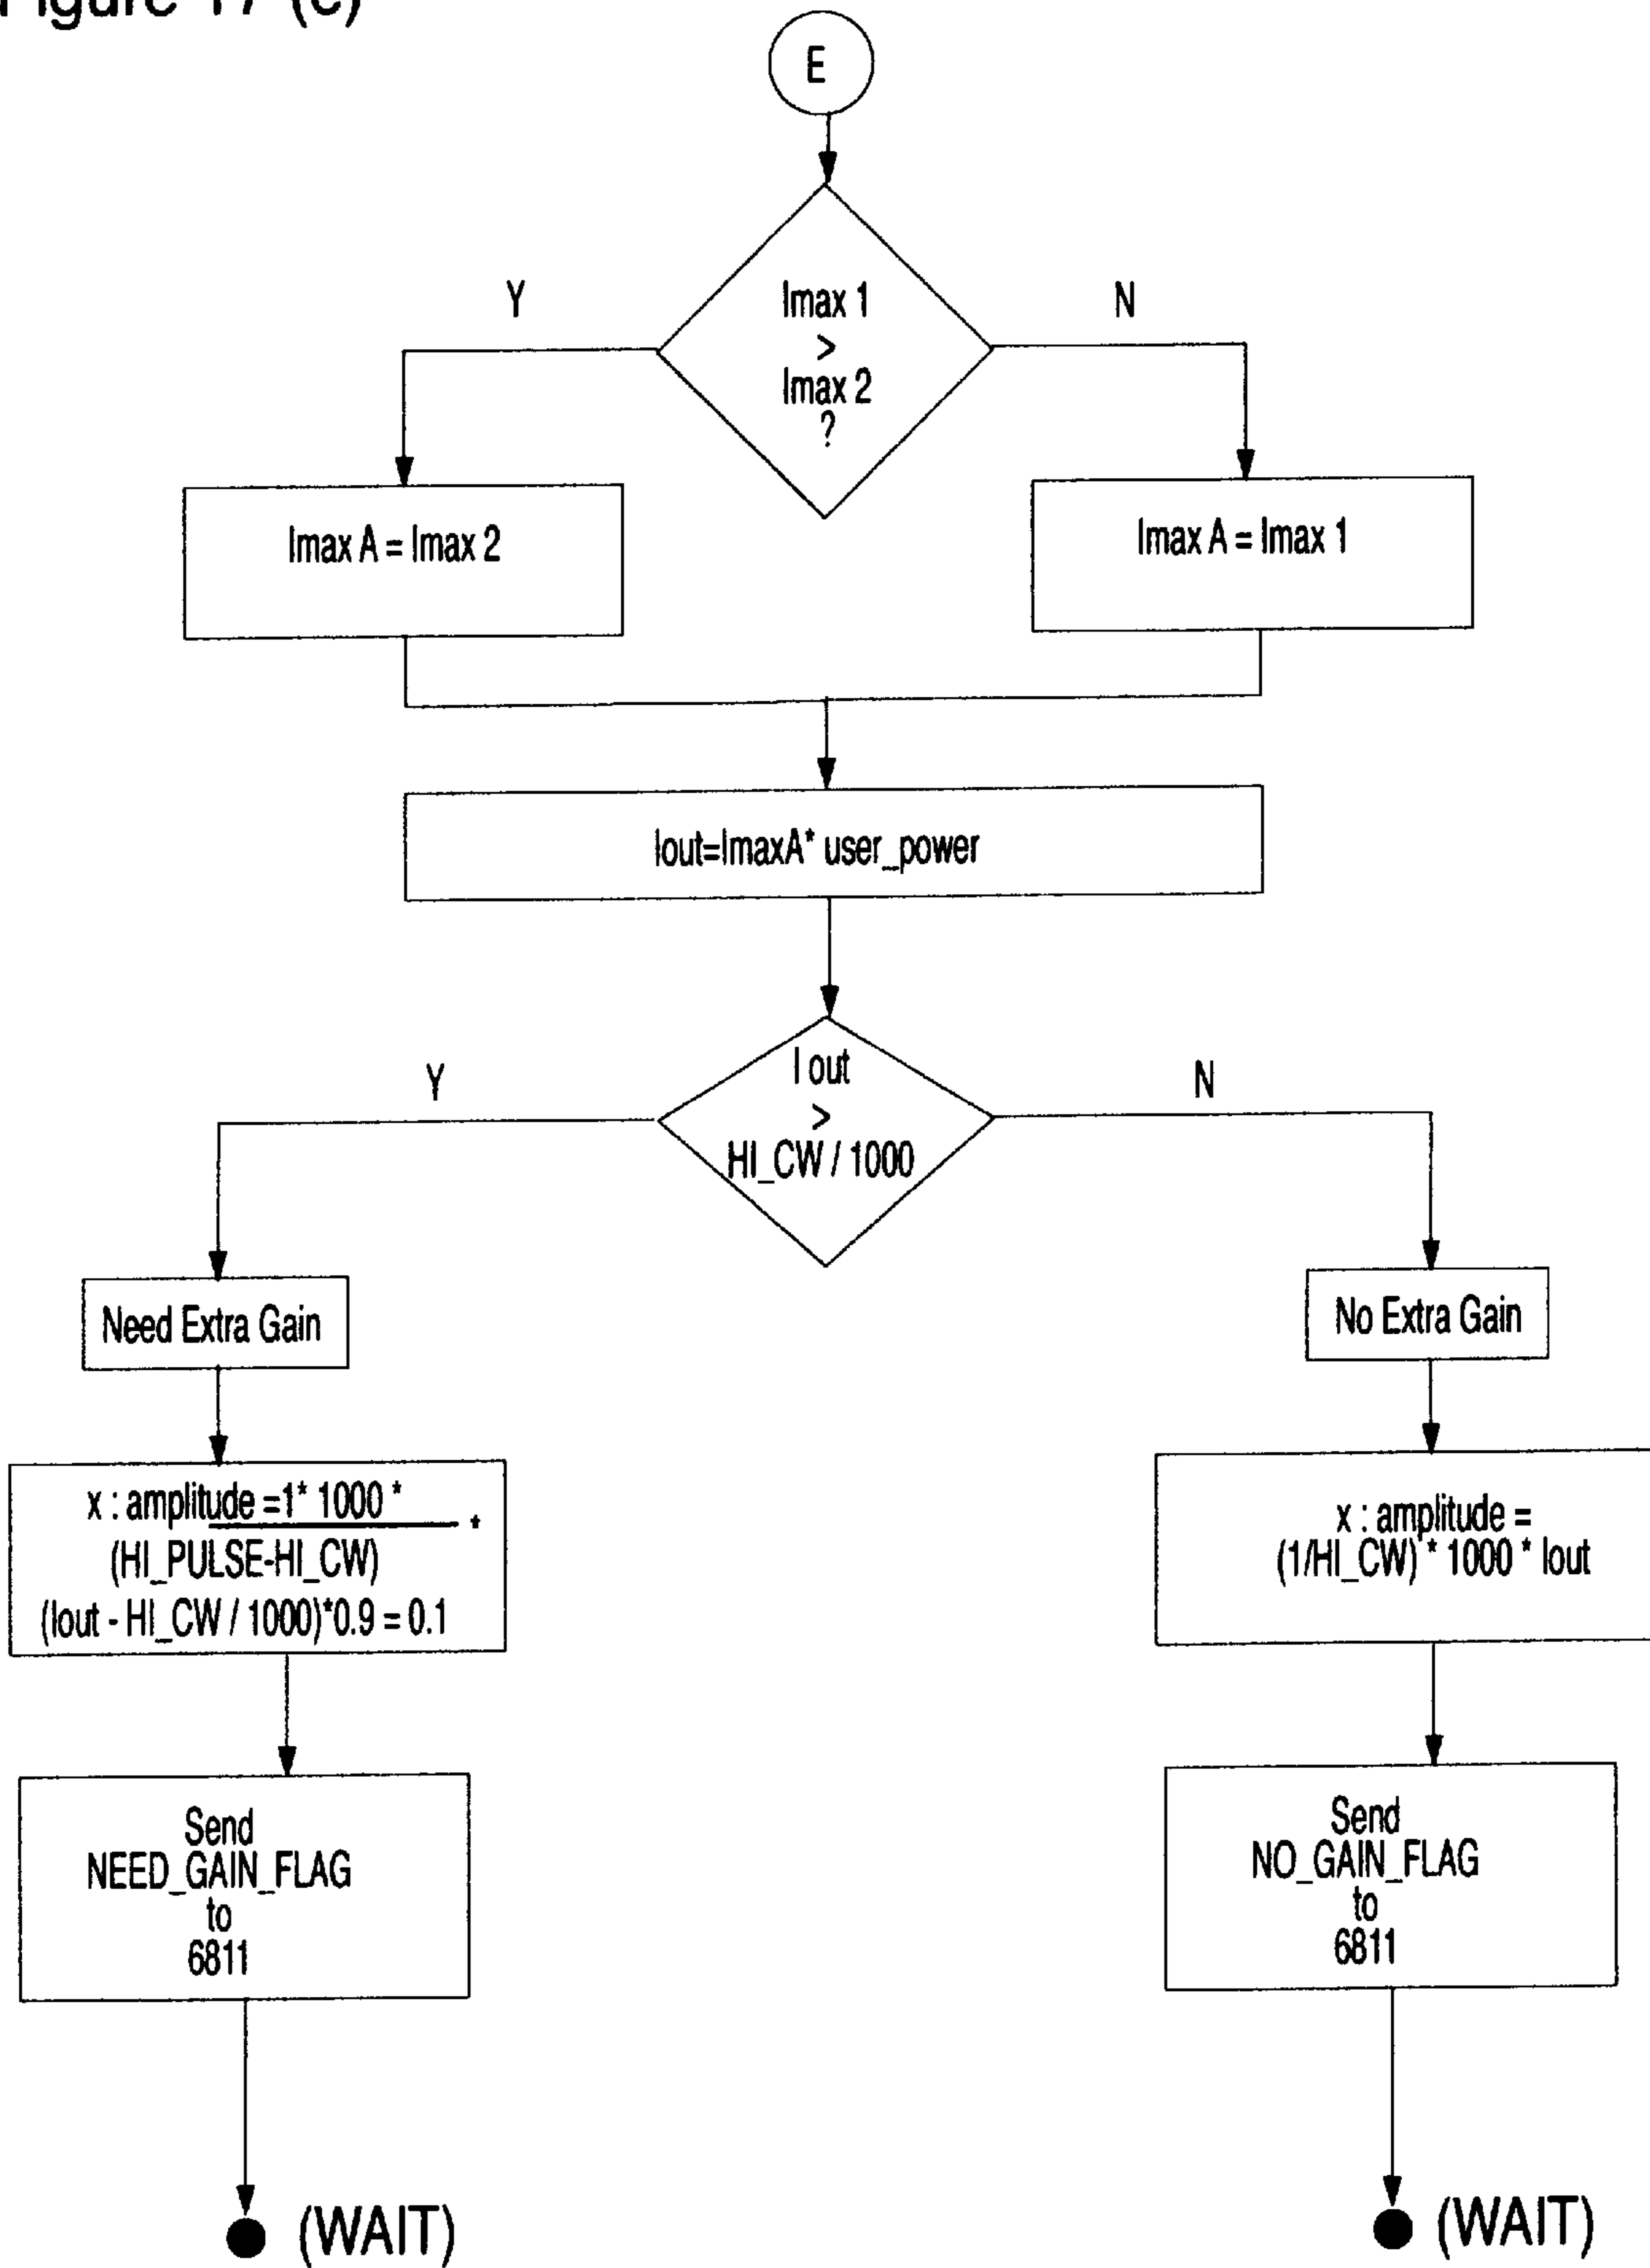 Figure 17 (e)
E
Y
N
Imax 1
>
Imax 2
?
Imax A = Imax 2
Imax A = Imax 1
Iout=ImaxA* user_power
Y
N
I out
>
HI_CW / 1000
Need Extra Gain
No Extra Gain
x : amplitude =1* 1000 *
*
(HI_PULSE-HI_CW)
(Iout - HI_CW / 1000)*0.9 = 0.1
x : amplitude =
(1/HI_CW) * 1000 * Iout
Send
NEED_GAIN_FLAG
to
6811
Send
NO_GAIN_FLAG
to
6811
(WAIT)
(WAIT)